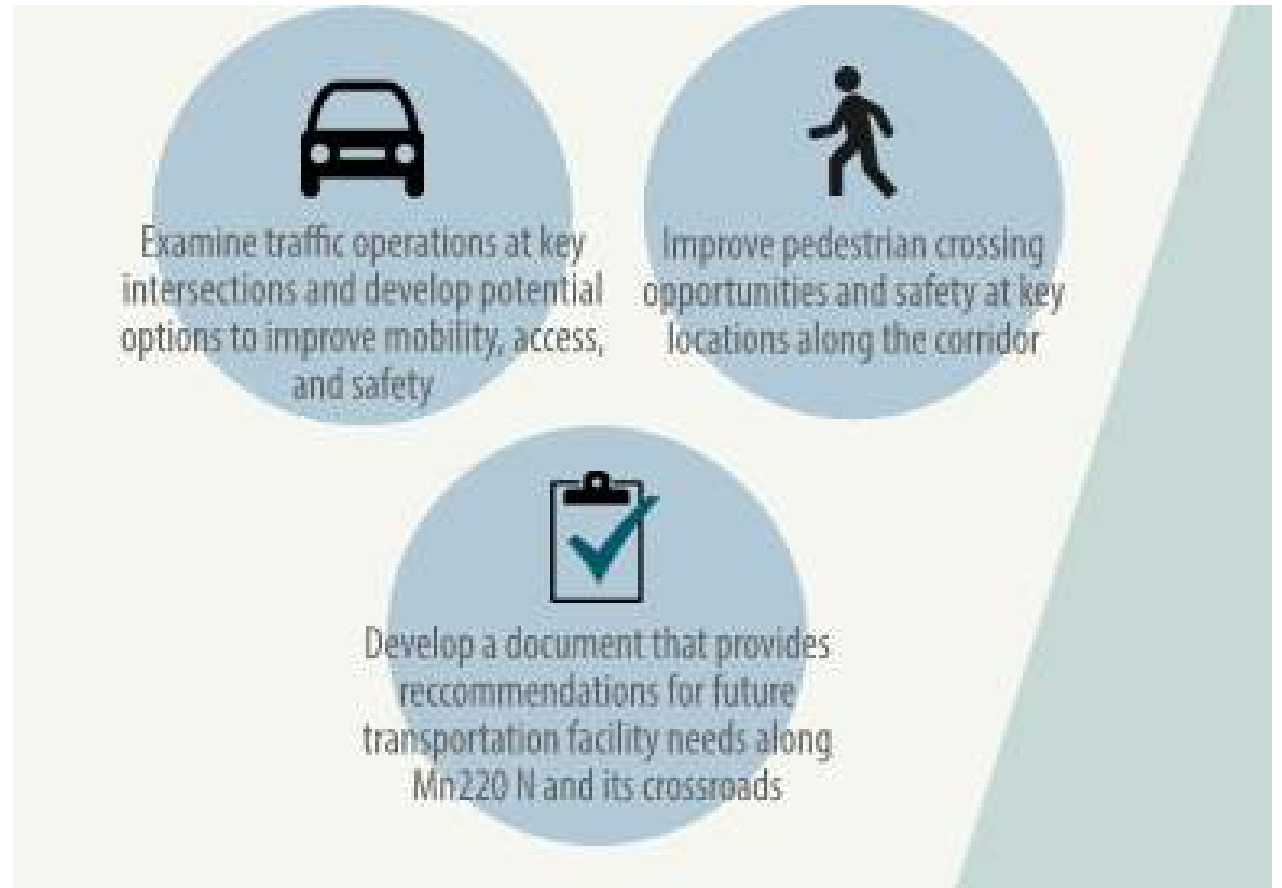 Examine traffic operations at key
intersections and develop potential
options to improve mobility, access,
and safety
Improve pedestrian crossing
opportunities and safety at key
locations along the corridor
Develop a document that provides
reccommendations for future
transportation facility needs along
Mn220 N and its crossroads